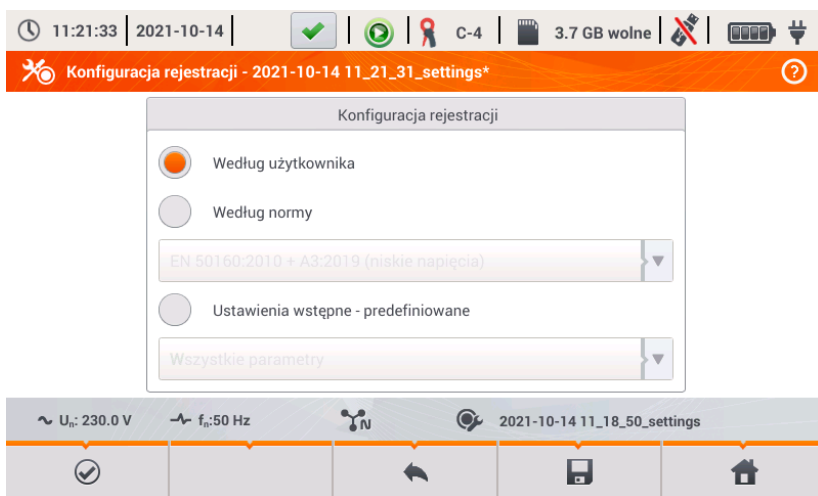 11:21:33 2021-10-14 C-4 3.7 GB wolne
Konfiguracja rejestracji - 2021-10-14 11_21_31_settings* ?
Konfiguracja rejestracji
Według użytkownika
Według normy
EN 50160:2010 + A3:2019 (niskie napięcia)
Ustawienia wstępne - predefiniowane
Wszystkie parametry
Uₙ: 230.0 V fₙ:50 Hz N 2021-10-14 11_18_50_settings